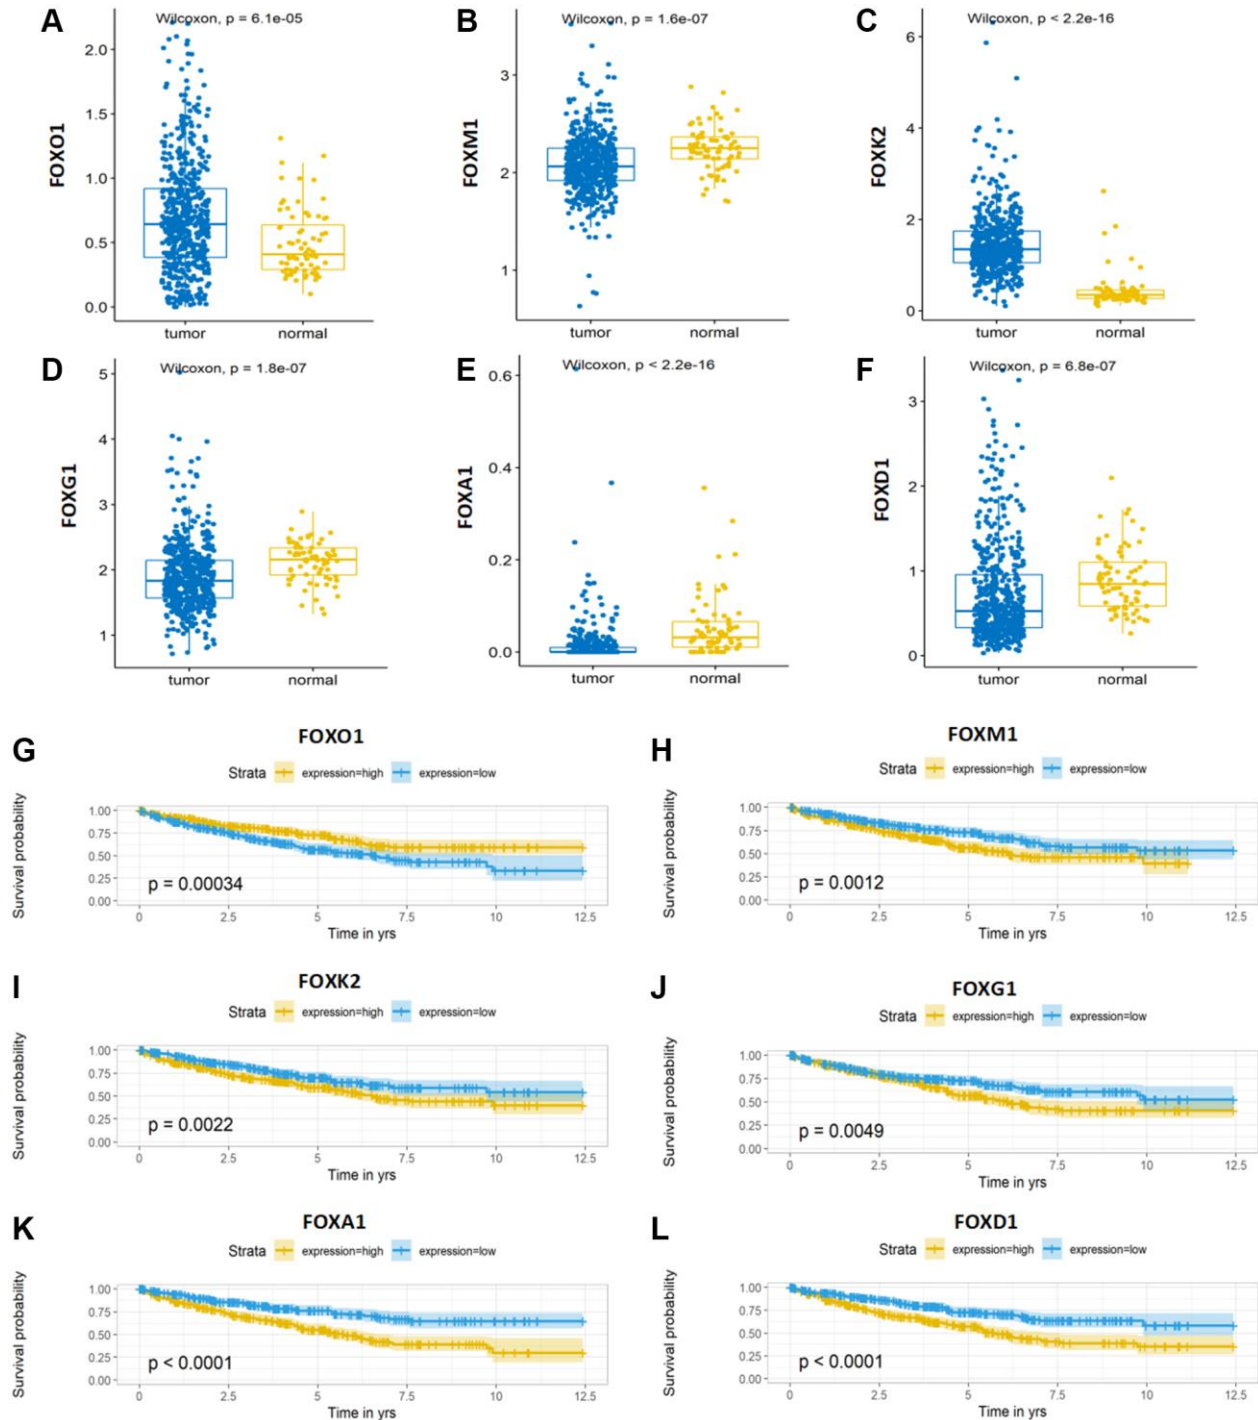 A
Wilcoxon, p = 6.1e-05
FOXO1
2.0
1.5
1.0
0.5
0.0
tumor normal
B
Wilcoxon, p = 1.6e-07
FOXM1
3
2
1
tumor normal
C
Wilcoxon, p < 2.2e-16
FOXK2
6
4
2
0
tumor normal
D
Wilcoxon, p = 1.8e-07
FOXG1
5
4
3
2
1
tumor normal
E
Wilcoxon, p < 2.2e-16
FOXA1
0.6
0.4
0.2
0.0
tumor normal
F
Wilcoxon, p = 6.8e-07
FOXD1
3
2
1
0
tumor normal
G
FOXO1
Strata expression=high expression=low
Survival probability
1.00
0.75
0.50
0.25
0.00
p = 0.00034
0 2.5 5 7.5 10 12.5
Time in yrs
H
FOXM1
Strata expression=high expression=low
Survival probability
1.00
0.75
0.50
0.25
0.00
p = 0.0012
0 2.5 5 7.5 10 12.5
Time in yrs
I
FOXK2
Strata expression=high expression=low
Survival probability
1.00
0.75
0.50
0.25
0.00
p = 0.0022
0 2.5 5 7.5 10 12.5
Time in yrs
J
FOXG1
Strata expression=high expression=low
Survival probability
1.00
0.75
0.50
0.25
0.00
p = 0.0049
0 2.5 5 7.5 10 12.5
Time in yrs
K
FOXA1
Strata expression=high expression=low
Survival probability
1.00
0.75
0.50
0.25
0.00
p < 0.0001
0 2.5 5 7.5 10 12.5
Time in yrs
L
FOXD1
Strata expression=high expression=low
Survival probability
1.00
0.75
0.50
0.25
0.00
p < 0.0001
0 2.5 5 7.5 10 12.5
Time in yrs